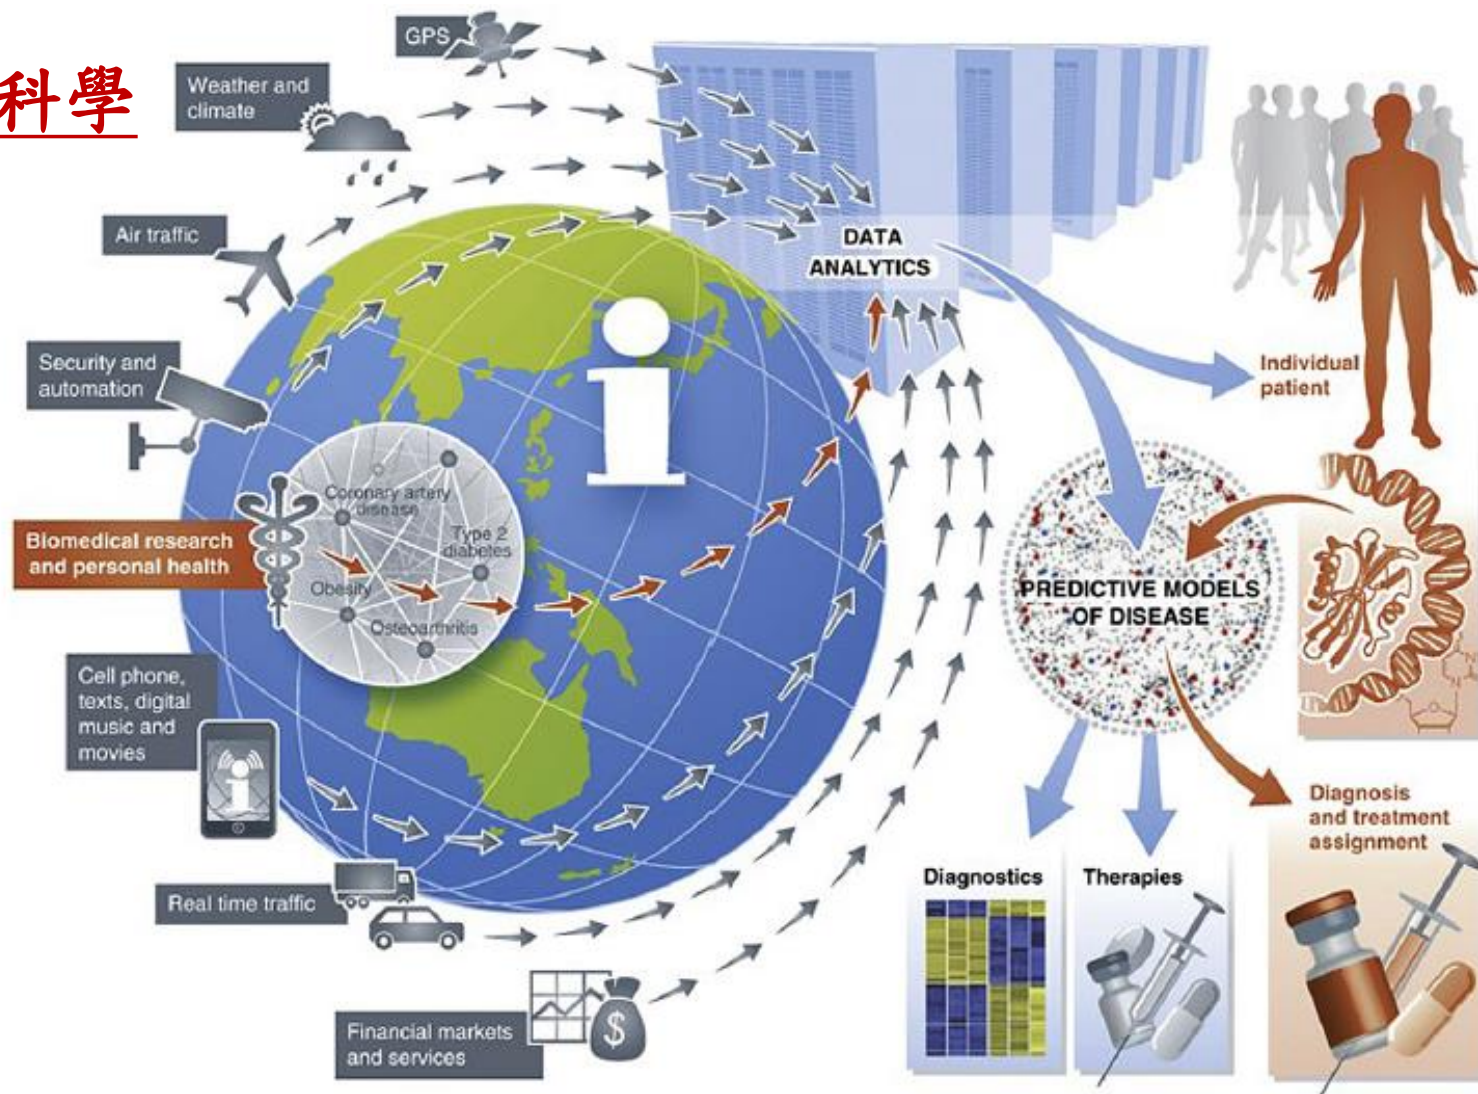 科學
GPS
Weather and
climate
Air traffic
DATA
ANALYTICS
Security and
automation
Individual
patient
Coronary artery
disease
Type 2
diabetes
Biomedical research
and personal health
Obesity
Osteoarthritis
PREDICTIVE MODELS
OF DISEASE
Cell phone,
texts, digital
music and
movies
Diagnosis
and treatment
assignment
Diagnostics
Therapies
Real time traffic
Financial markets
and services
$